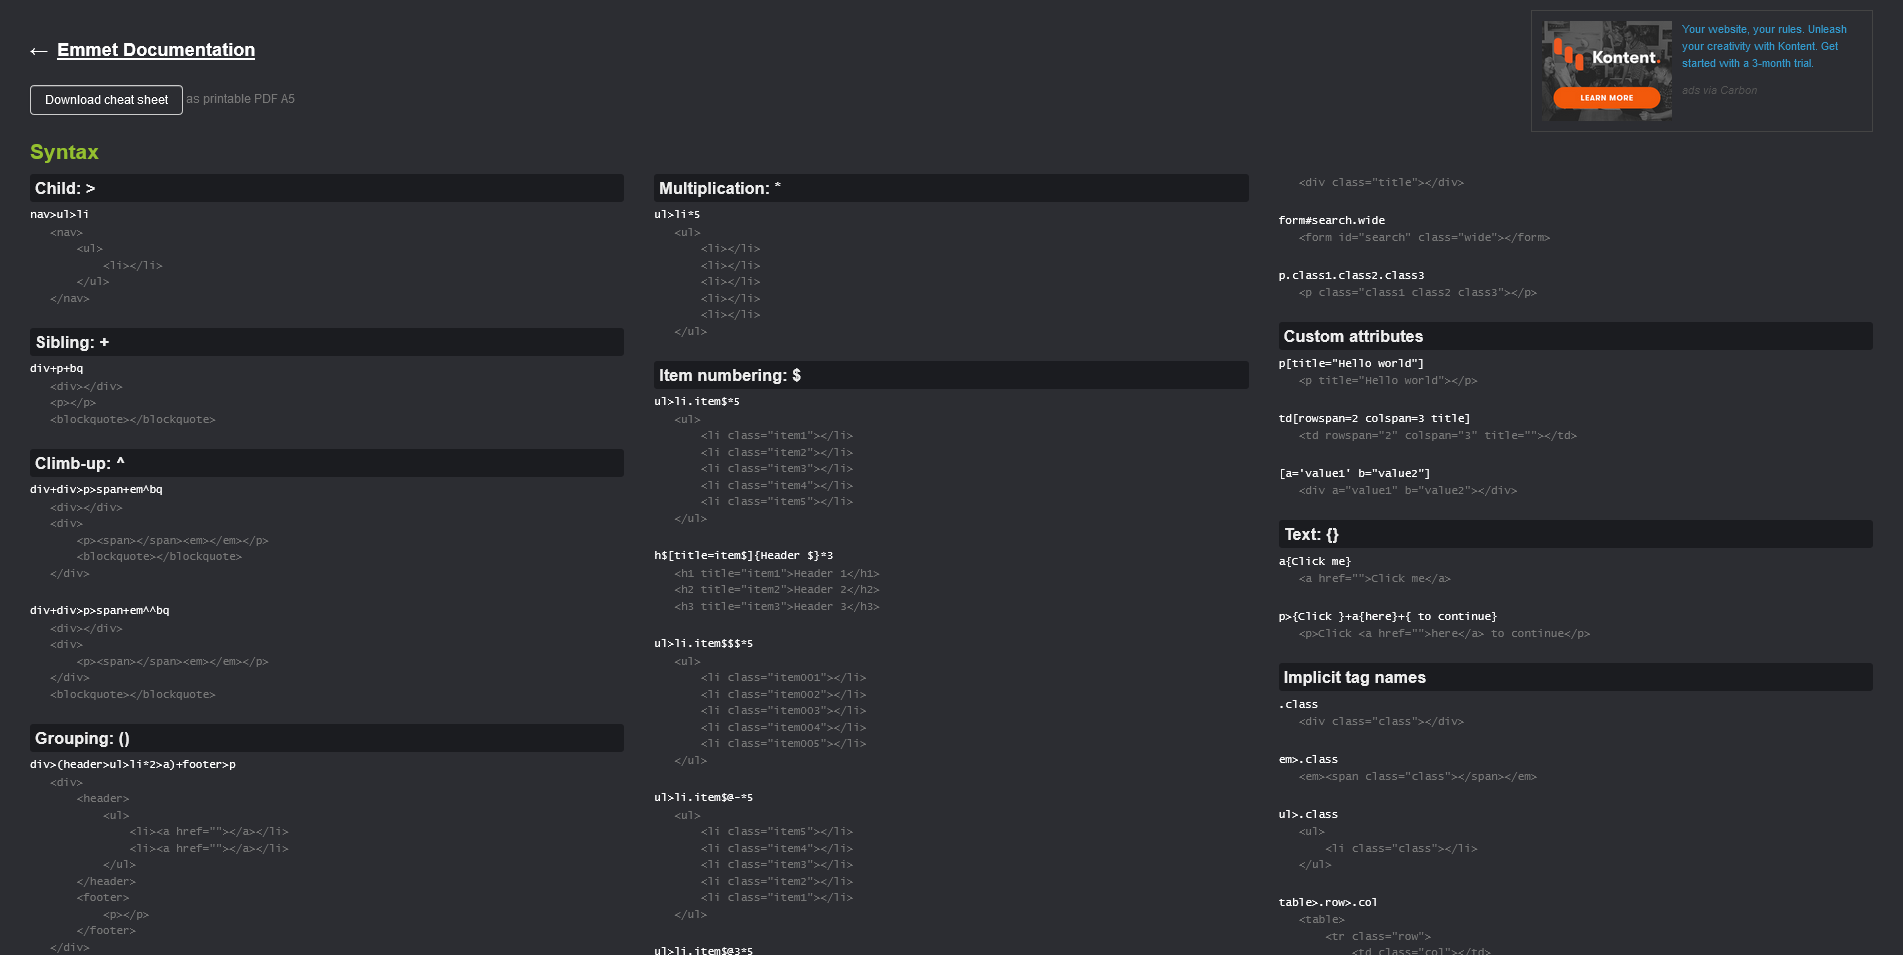 ← Emmet Documentation
Download cheat sheet as printable PDF A5
Kontent.
LEARN MORE
Your website, your rules. Unleash
your creativity with Kontent. Get
started with a 3-month trial.
ads via Carbon
Syntax
Child: >
nav>ul>li
<nav>
<ul>
<li></li>
</ul>
</nav>
Sibling: +
div+p+bq
<div></div>
<p></p>
<blockquote></blockquote>
Climb-up: ^
div+div>p>span+em^bq
<div></div>
<div>
<p><span></span><em></em></p>
<blockquote></blockquote>
</div>
div+div>p>span+em^^bq
<div></div>
<div>
<p><span></span><em></em></p>
</div>
<blockquote></blockquote>
Grouping: ()
div>(header>ul>li*2>a)+footer>p
<div>
<header>
<ul>
<li><a href=""></a></li>
<li><a href=""></a></li>
</ul>
</header>
<footer>
<p></p>
</footer>
</div>
Multiplication: *
ul>li*5
<ul>
<li></li>
<li></li>
<li></li>
<li></li>
<li></li>
</ul>
Item numbering: $
ul>li.item$*5
<ul>
<li class="item1"></li>
<li class="item2"></li>
<li class="item3"></li>
<li class="item4"></li>
<li class="item5"></li>
</ul>
h$[title=item$]{Header $}*3
<h1 title="item1">Header 1</h1>
<h2 title="item2">Header 2</h2>
<h3 title="item3">Header 3</h3>
ul>li.item$$$*5
<ul>
<li class="item001"></li>
<li class="item002"></li>
<li class="item003"></li>
<li class="item004"></li>
<li class="item005"></li>
</ul>
ul>li.item$@-*5
<ul>
<li class="item5"></li>
<li class="item4"></li>
<li class="item3"></li>
<li class="item2"></li>
<li class="item1"></li>
</ul>
ul>li.item$@3*5
<div class="title"></div>
form#search.wide
<form id="search" class="wide"></form>
p.class1.class2.class3
<p class="class1 class2 class3"></p>
Custom attributes
p[title="Hello world"]
<p title="Hello world"></p>
td[rowspan=2 colspan=3 title]
<td rowspan="2" colspan="3" title=""></td>
[a='value1' b="value2"]
<div a="value1" b="value2"></div>
Text: {}
a{Click me}
<a href="">Click me</a>
p>{Click }+a{here}+{ to continue}
<p>Click <a href="">here</a> to continue</p>
Implicit tag names
.class
<div class="class"></div>
em>.class
<em><span class="class"></span></em>
ul>.class
<ul>
<li class="class"></li>
</ul>
table>.row>.col
<table>
<tr class="row">
<td class="col"></td>